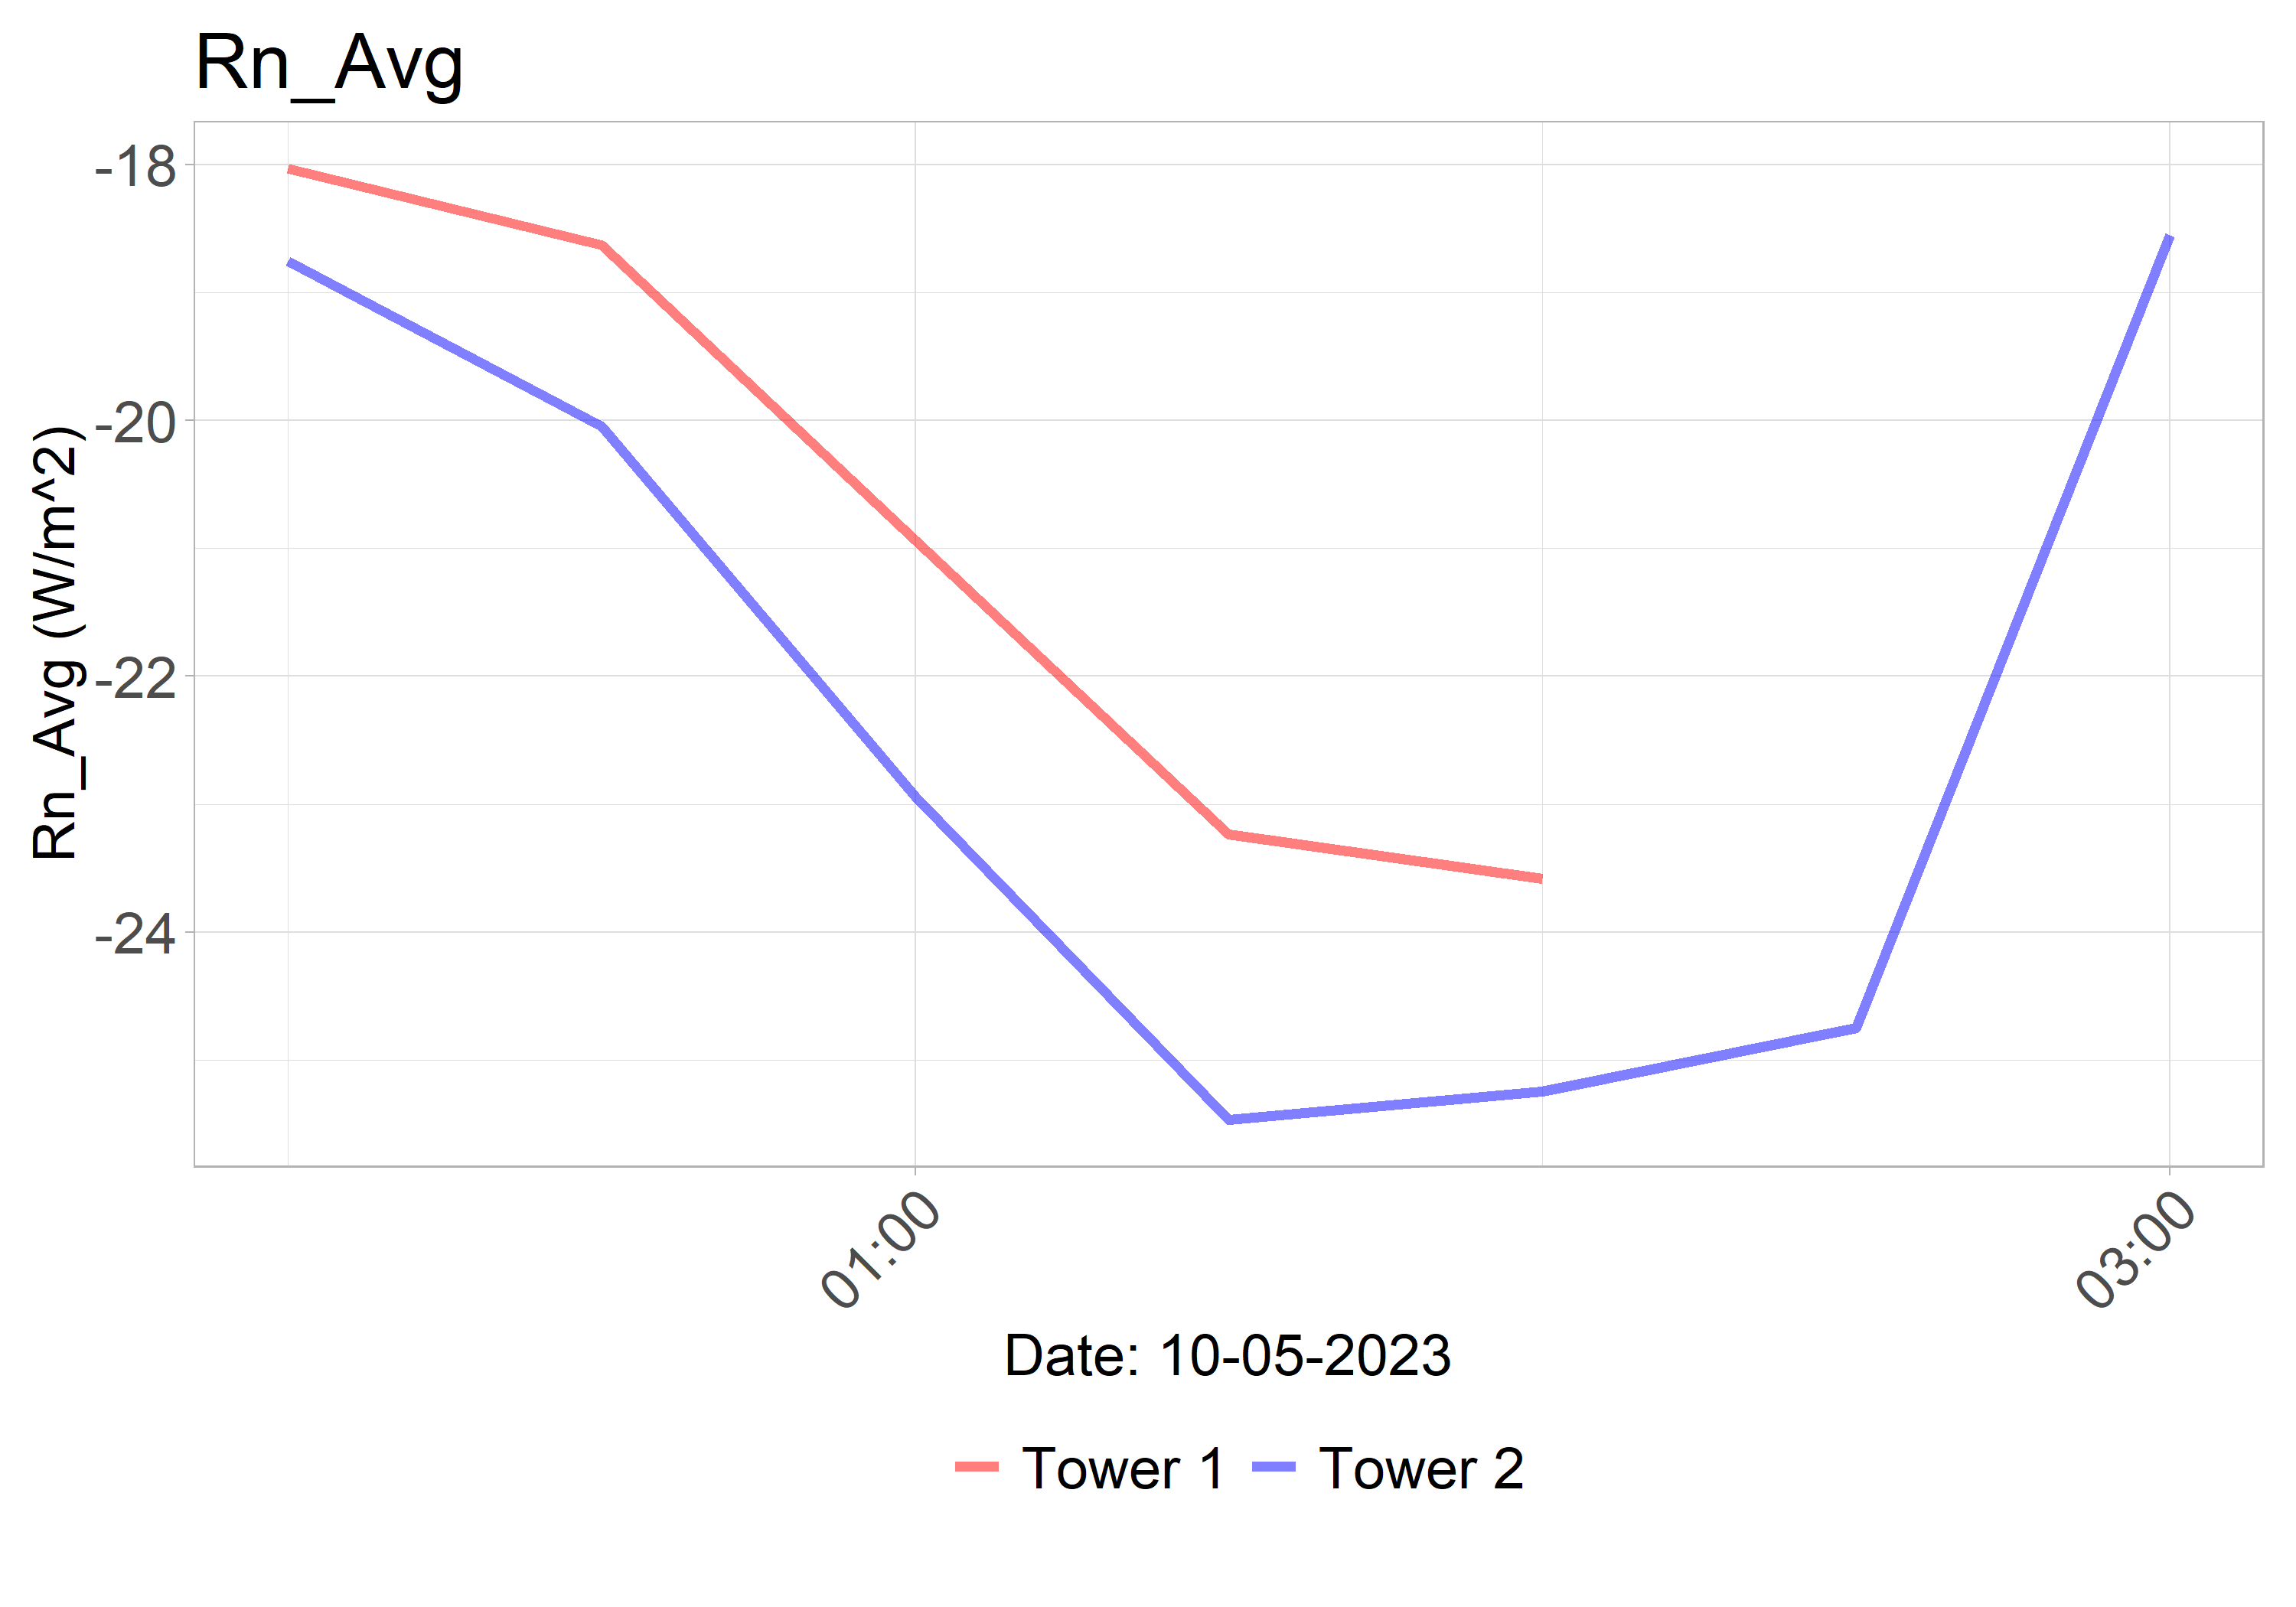 Rn_Avg
Rn_Avg (W/m^2)
-18
-20
-22
-24
01:00
03:00
Date: 10-05-2023
Tower 1
Tower 2